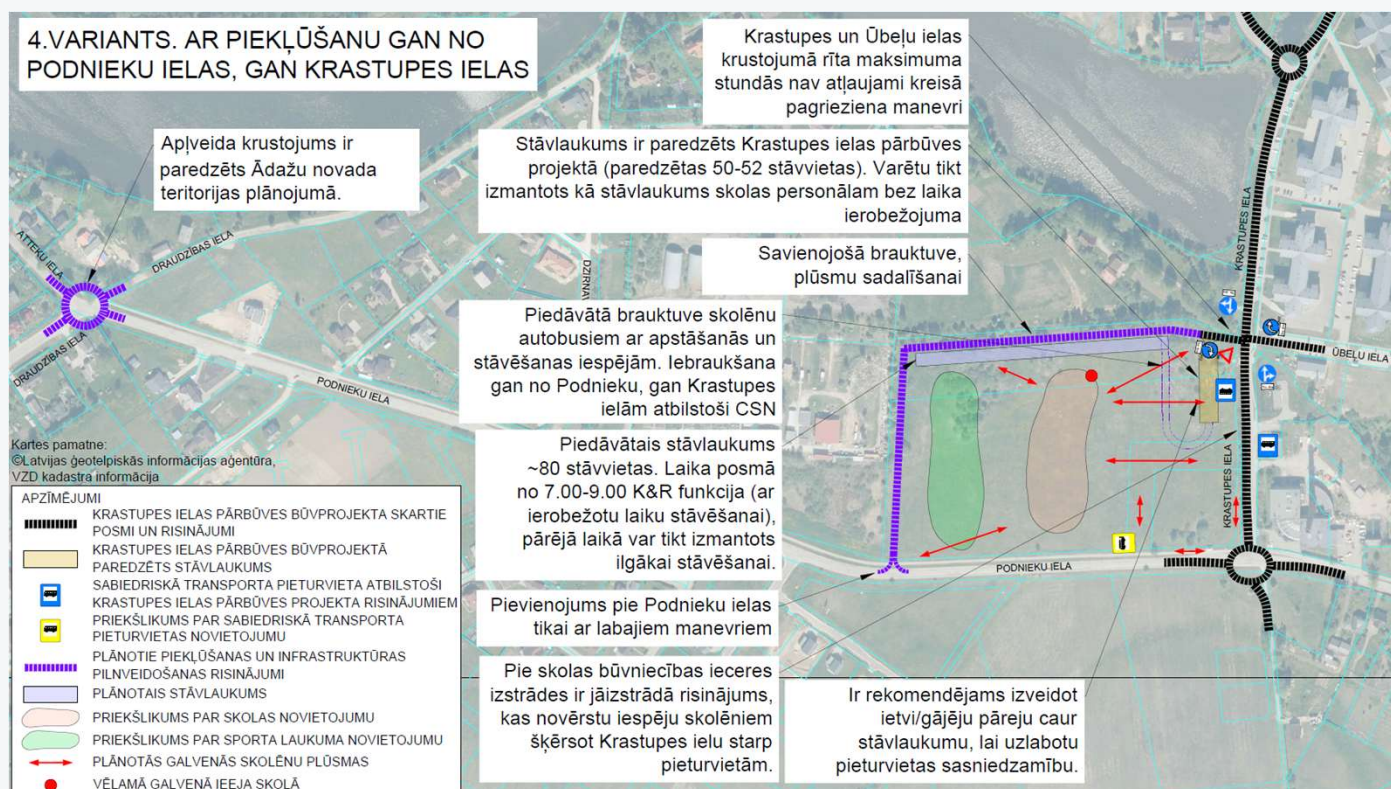 4.VARIANTS. AR PIEKĻŪŠANU GAN NO
PODNIEKU IELAS, GAN KRASTUPES IELAS
Krastupes un Ūbeļu ielas
krustojumā rīta maksimuma
stundās nav atļaujami kreisā
pagrieziena manevri
Apļveida krustojums ir
paredzēts Ādažu novada
teritorijas plānojumā.
Stāvlaukums ir paredzēts Krastupes ielas pārbūves
projektā (paredzētas 50-52 stāvvietas). Varētu tikt
izmantots kā stāvlaukums skolas personālam bez laika
ierobežojuma
Savienojošā brauktuve,
plūsmu sadalīšanai
Piedāvātā brauktuve skolēnu
autobusiem ar apstāšanās un
stāvēšanas iespējām. Iebraukšana
gan no Podnieku, gan Krastupes
ielām atbilstoši CSN
Piedāvātais stāvlaukums
~80 stāvvietas. Laika posmā
no 7.00-9.00 K&R funkcija (ar
ierobežotu laiku stāvēšanai),
pārējā laikā var tikt izmantots
ilgākai stāvēšanai.
Pievienojums pie Podnieku ielas
tikai ar labajiem manevriem
Pie skolas būvniecības ieceres
izstrādes ir jāizstrādā risinājums,
kas novērstu iespēju skolēniem
šķērsot Krastupes ielu starp
pieturvietām.
Ir rekomendējams izveidot
ietvi/gājēju pāreju caur
stāvlaukumu, lai uzlabotu
pieturvietas sasniedzamību.
ATTEKU IELA
DRAUDZĪBAS IELA
DRAUDZĪBAS IELA
DZIRNAV
PODNIEKU IELA
KRASTUPES IELA
ŪBEĻU IELA
KRASTUPES IELA
PODNIEKU IELA
Kartes pamatne:
©Latvijas ģeotelpiskās informācijas aģentūra,
VZD kadastra informācija
APZĪMĒJUMI
KRASTUPES IELAS PĀRBŪVES BŪVPROJEKTA SKARTIE
POSMI UN RISINĀJUMI
KRASTUPES IELAS PĀRBŪVES BŪVPROJEKTĀ
PAREDZĒTS STĀVLAUKUMS
SABIEDRISKĀ TRANSPORTA PIETURVIETA ATBILSTOŠI
KRASTUPES IELAS PĀRBŪVES PROJEKTA RISINĀJUMIEM
PRIEKŠLIKUMS PAR SABIEDRISKĀ TRANSPORTA
PIETURVIETAS NOVIETOJUMU
PLĀNOTIE PIEKĻŪŠANAS UN INFRASTRUKTŪRAS
PILNVEIDOŠANAS RISINĀJUMI
PLĀNOTAIS STĀVLAUKUMS
PRIEKŠLIKUMS PAR SKOLAS NOVIETOJUMU
PRIEKŠLIKUMS PAR SPORTA LAUKUMA NOVIETOJUMU
PLĀNOTĀS GALVENĀS SKOLĒNU PLŪSMAS
VĒLAMĀ GALVENĀ IEEJA SKOLĀ